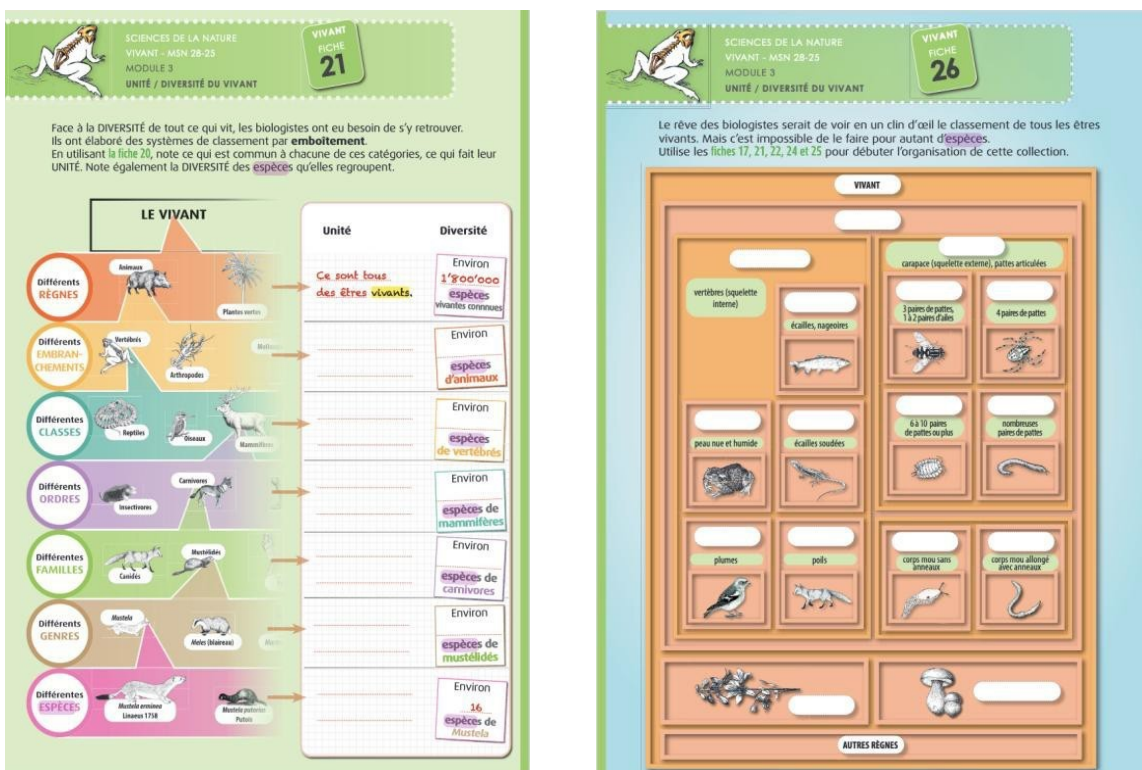 SCIENCES DE LA NATURE
VIVANT - MSN 28-25
MODULE 3
UNITÉ / DIVERSITÉ DU VIVANT
VIVANT
FICHE
21
Face à la DIVERSITÉ de tout ce qui vit, les biologistes ont eu besoin de s'y retrouver.
Ils ont élaboré des systèmes de classement par emboîtement.
En utilisant la fiche 20, note ce qui est commun à chacune de ces catégories, ce qui fait leur
UNITÉ. Note également la DIVERSITÉ des espèces qu'elles regroupent.
LE VIVANT
Unité
Diversité
Différents
RÈGNES
Animaux
Plantes vertes
Ce sont tous
des êtres vivants.
Environ
1'800'000
espèces
vivantes connnues
Différents
EMBRAN-
CHEMENTS
Vertébrés
Arthropodes
Environ
espèces
d'animaux
Différentes
CLASSES
Reptiles
Oiseaux
Mammifères
Environ
espèces
de vertébrés
Différents
ORDRES
Insectivores
Carnivores
Environ
espèces de
mammifères
Différentes
FAMILLES
Canidés
Mustélidés
Environ
espèces de
carnivores
Différents
GENRES
Mustela
Meles (blaireau)
Environ
espèces de
mustélidés
Différentes
ESPÈCES
Mustela erminea
Linaeus 1758
Mustela putorius
Putois
Environ
16
espèces de
Mustela
SCIENCES DE LA NATURE
VIVANT - MSN 28-25
MODULE 3
UNITÉ / DIVERSITÉ DU VIVANT
VIVANT
FICHE
26
Le rêve des biologistes serait de voir en un clin d'œil le classement de tous les êtres
vivants. Mais c'est impossible de le faire pour autant d'espèces.
Utilise les fiches 17, 21, 22, 24 et 25 pour débuter l'organisation de cette collection.
VIVANT
vertèbres (squelette
interne)
écailles, nageoires
carapace (squelette externe), pattes articulées
3 paires de pattes,
1 à 2 paires d'ailes
4 paires de pattes
peau nue et humide
écailles soudées
6 à 10 paires
de pattes ou plus
nombreuses
paires de pattes
plumes
poils
corps mou sans
anneaux
corps mou allongé
avec anneaux
AUTRES RÈGNES